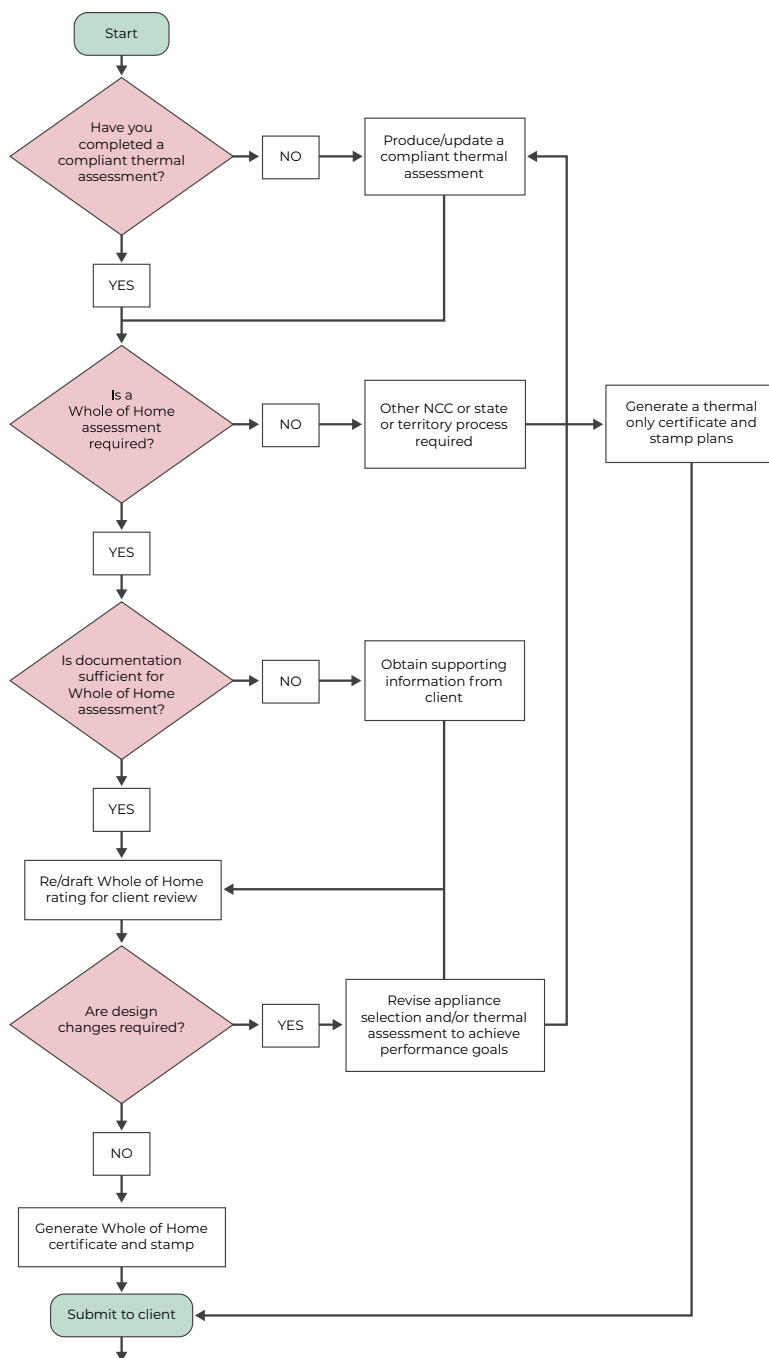 Start
Have you
completed a
compliant thermal
assessment?
NO
Produce/update a
compliant thermal
assessment
YES
Is a
Whole of Home
assessment
required?
NO
Other NCC or state
or territory process
required
Generate a thermal
only certificate and
stamp plans
YES
Is documentation
sufficient for
Whole of Home
assessment?
NO
Obtain supporting
information from
client
YES
Re/draft Whole of Home
rating for client review
Are design
changes required?
YES
Revise appliance
selection and/or thermal
assessment to achieve
performance goals
NO
Generate Whole of Home
certificate and stamp
Submit to client